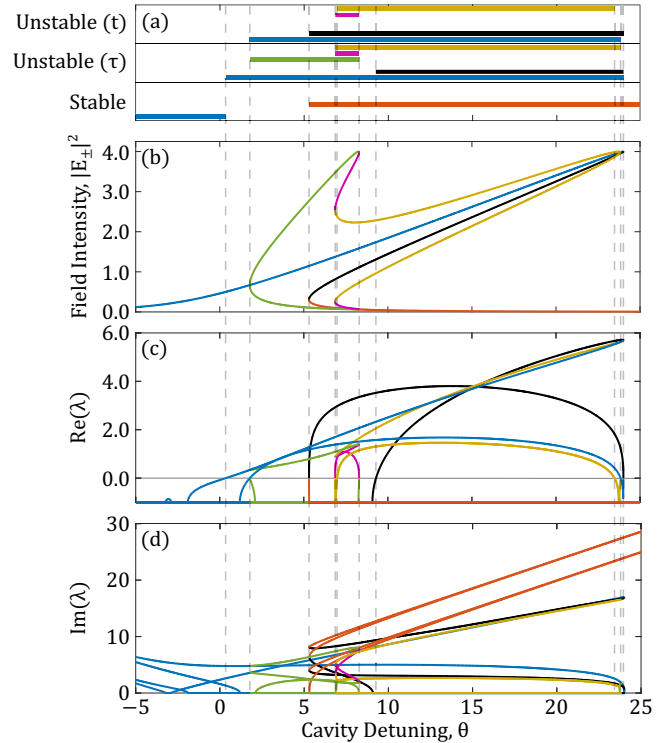 (a)
Unstable (t)
Unstable (τ)
Stable
(b)
Field Intensity, |E±|²
4.0
3.0
2.0
1.0
0.0
(c)
Re(λ)
6.0
4.0
2.0
0.0
(d)
Im(λ)
30
20
10
0
-5 0 5 10 15 20 25
Cavity Detuning, θ